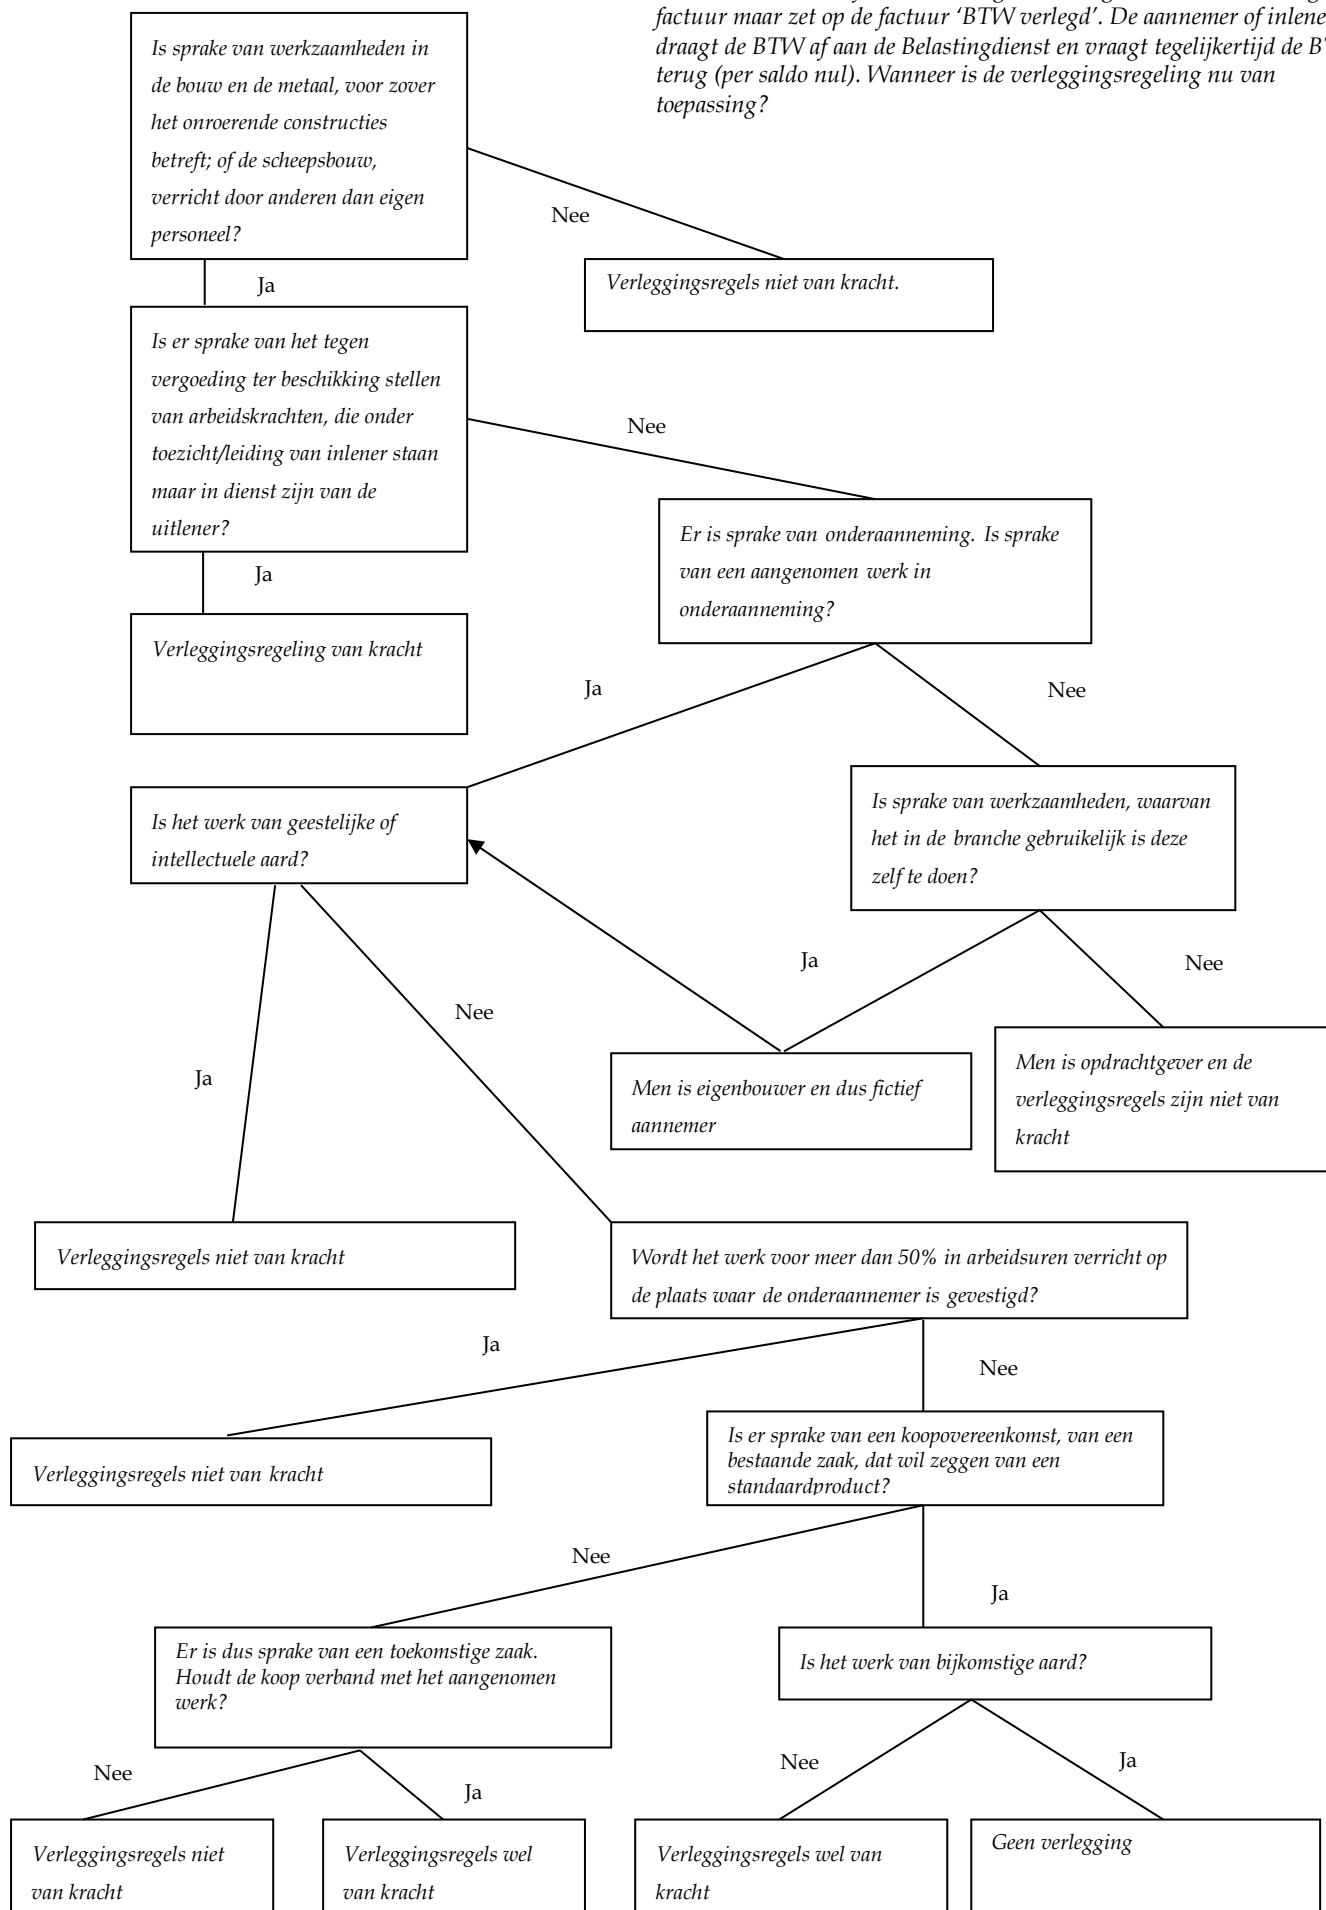 factuur maar zet op de factuur ‘BTW verlegd’. De aannemer of
draagt de BTW af aan de Belastingdienst en vraagt tegelijkertijd de
terug (per saldo nul). Wanneer is de verleggingsregeling nu van
toepassing?
Is sprake van werkzaamheden in
de bouw en de metaal, voor zover
het onroerende constructies
betreft; of de scheepsbouw,
verricht door anderen dan eigen
personeel?
Nee
Verleggingsregels niet van kracht.
Ja
Is er sprake van het tegen
vergoeding ter beschikking stellen
van arbeidskrachten, die onder
toezicht/leiding van inlener staan
maar in dienst zijn van de
uitlener?
Nee
Er is sprake van onderaanneming. Is sprake
van een aangenomen werk in
onderaanneming?
Ja
Verleggingsregeling van kracht
Ja
Nee
Is sprake van werkzaamheden, waarvan
het in de branche gebruikelijk is deze
zelf te doen?
Is het werk van geestelijke of
intellectuele aard?
Ja
Nee
Nee
Ja
Men is eigenbouwer en dus fictief
aannemer
Men is opdrachtgever en de
verleggingsregels zijn niet van
kracht
Verleggingsregels niet van kracht
Wordt het werk voor meer dan 50% in arbeidsuren verricht op
de plaats waar de onderaannemer is gevestigd?
Ja
Nee
Verleggingsregels niet van kracht
Is er sprake van een koopovereenkomst, van een
bestaande zaak, dat wil zeggen van een
standaardproduct?
Nee
Ja
Er is dus sprake van een toekomstige zaak.
Houdt de koop verband met het aangenomen
werk?
Is het werk van bijkomstige aard?
Nee
Ja
Nee
Ja
Verleggingsregels niet
van kracht
Verleggingsregels wel
van kracht
Verleggingsregels wel van
kracht
Geen verlegging